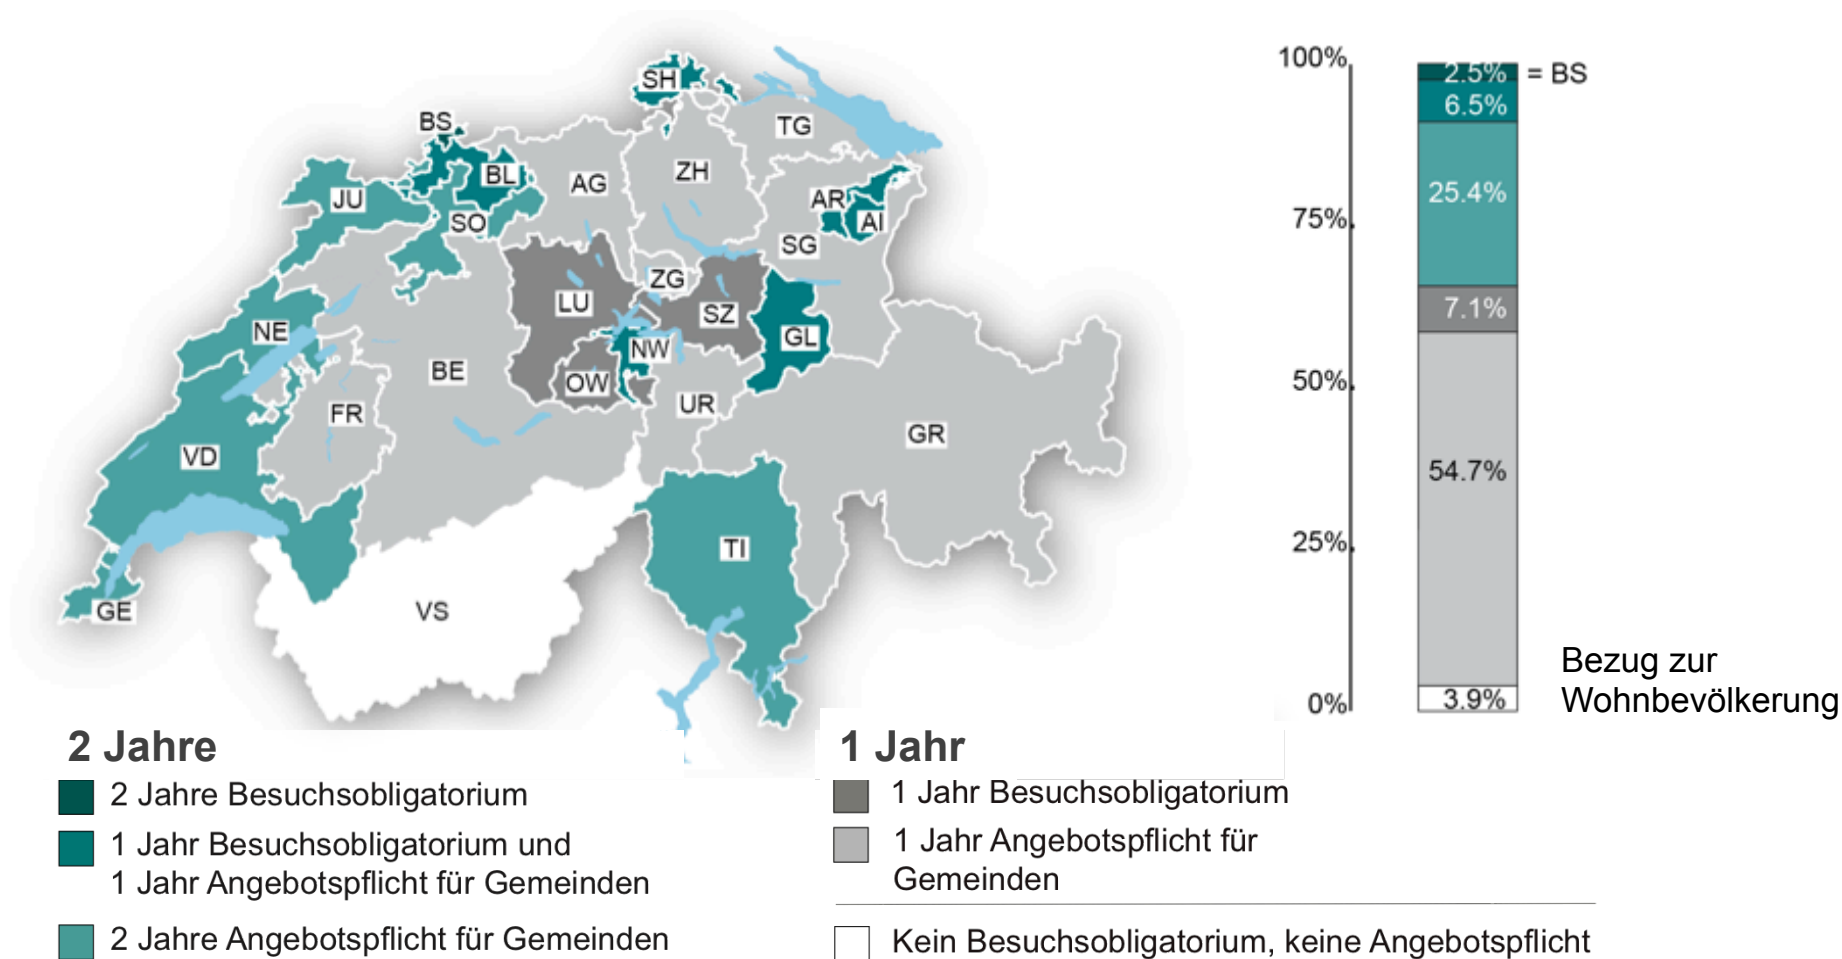 SH
BS
TG
BL
AG
ZH
JU
AR
AI
SO
SG
ZG
LU
SZ
NE
GL
NW
BE
OW
FR
UR
GR
VD
TI
GE
VS
100%
75%
50%
25%
0%
2.5% = BS
6.5%
25.4%
7.1%
54.7%
3.9%
Bezug zur
Wohnbevölkerung
2 Jahre
2 Jahre Besuchsobligatorium
1 Jahr Besuchsobligatorium und
1 Jahr Angebotspflicht für Gemeinden
2 Jahre Angebotspflicht für Gemeinden
1 Jahr
1 Jahr Besuchsobligatorium
1 Jahr Angebotspflicht für
Gemeinden
Kein Besuchsobligatorium, keine Angebotspflicht